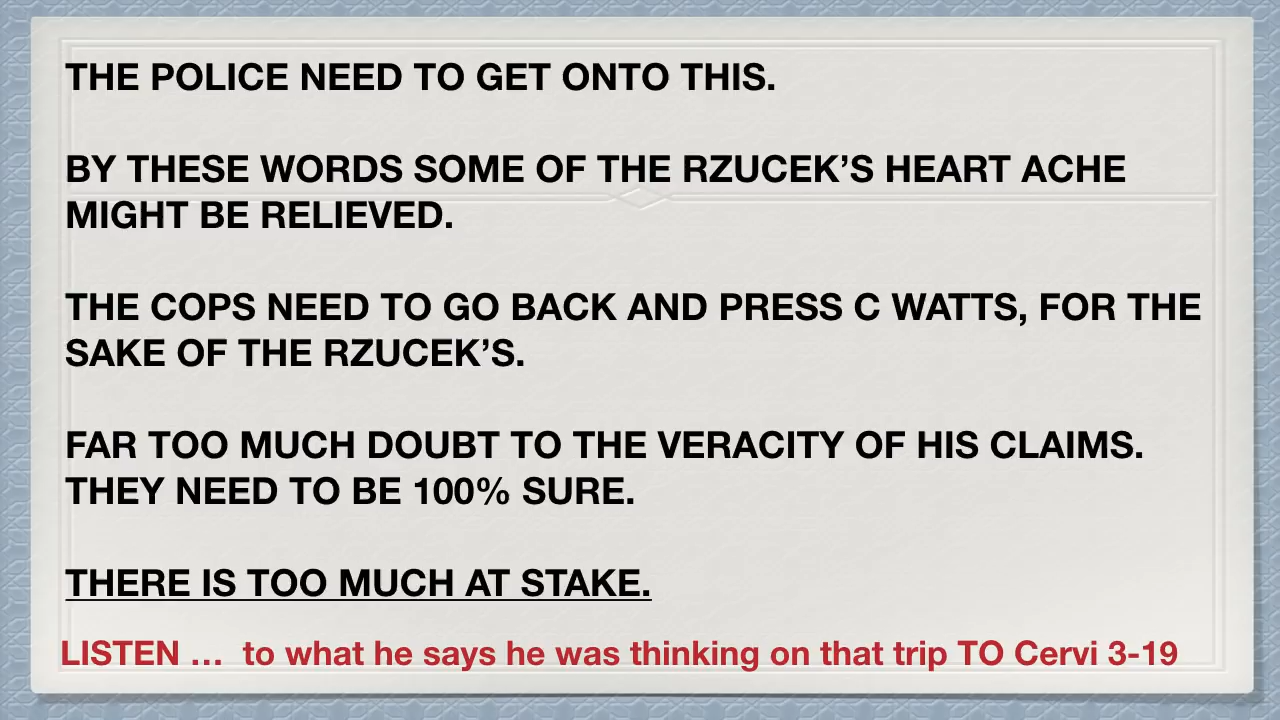 THE POLICE NEED TO GET ONTO THIS.
BY THESE WORDS SOME OF THE RZUCEK’S HEART ACHE
MIGHT BE RELIEVED.
THE COPS NEED TO GO BACK AND PRESS C WATTS, FOR THE
SAKE OF THE RZUCEK’S.
FAR TOO MUCH DOUBT TO THE VERACITY OF HIS CLAIMS.
THEY NEED TO BE 100% SURE.
THERE IS TOO MUCH AT STAKE.
LISTEN …  to what he says he was thinking on that trip TO Cervi 3-19